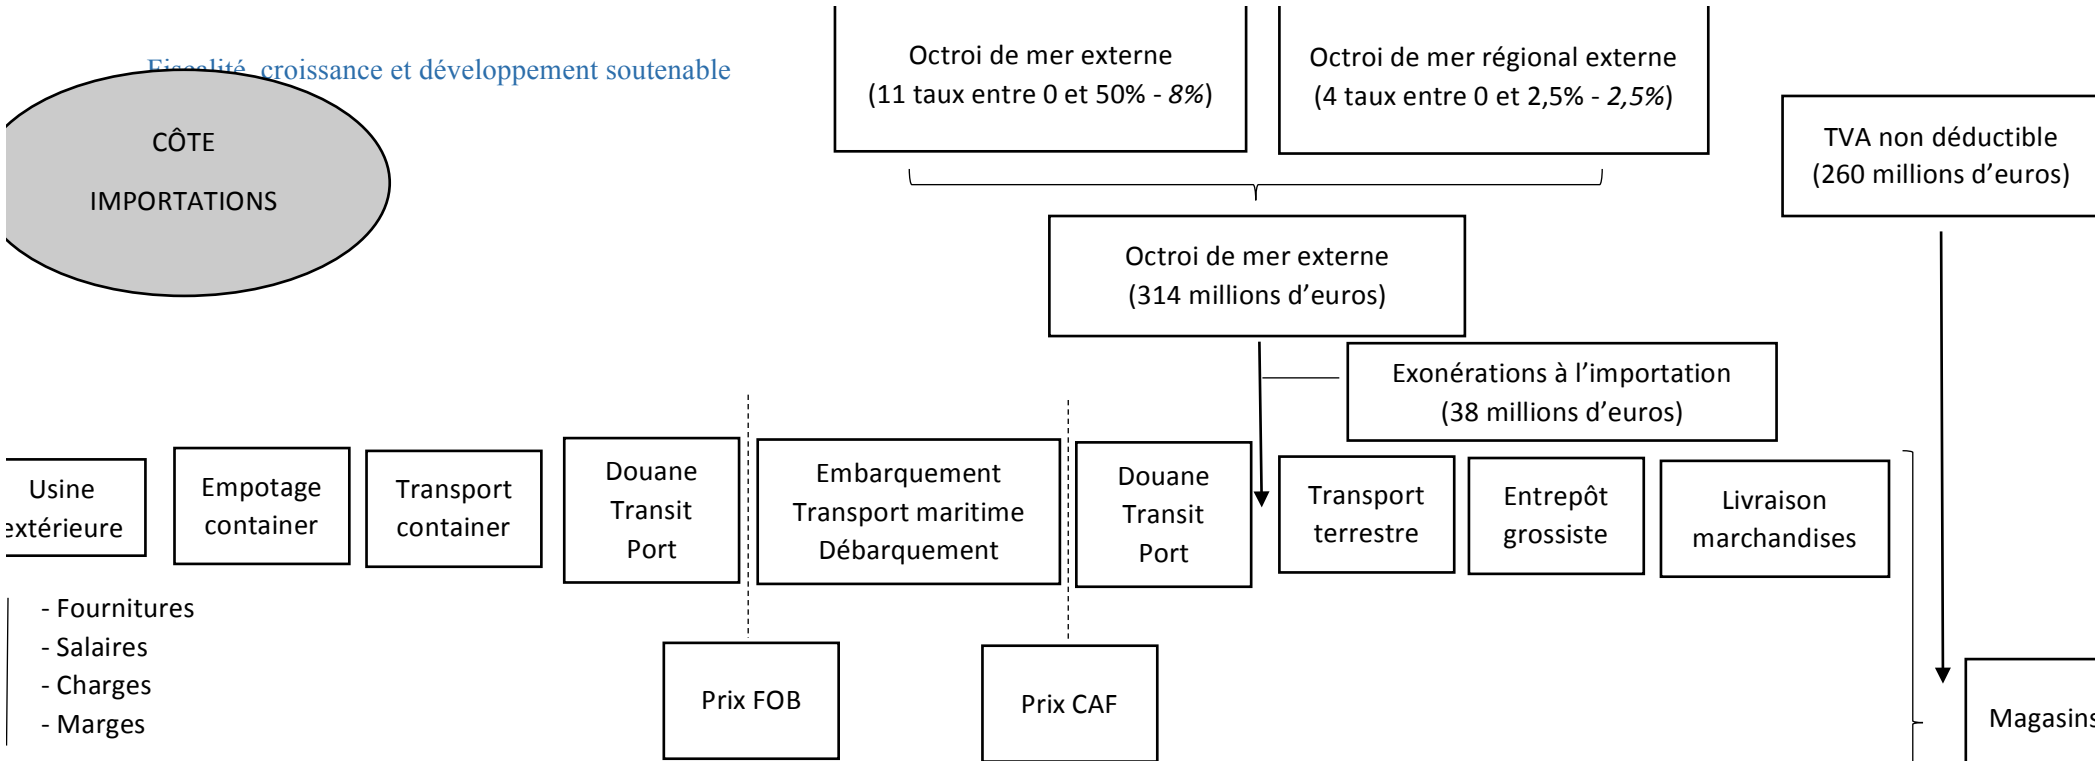 Fiscalité, croissance et développement soutenable
CÔTE
IMPORTATIONS
Octroi de mer externe
(11 taux entre 0 et 50% - 8%)
Octroi de mer régional externe
(4 taux entre 0 et 2,5% - 2,5%)
TVA non déductible
(260 millions d’euros)
Octroi de mer externe
(314 millions d’euros)
Exonérations à l’importation
(38 millions d’euros)
Usine
extérieure
Empotage
container
Transport
container
Douane
Transit
Port
Embarquement
Transport maritime
Débarquement
Douane
Transit
Port
Transport
terrestre
Entrepôt
grossiste
Livraison
marchandises
- Fournitures
- Salaires
- Charges
- Marges
Prix FOB
Prix CAF
Magasins